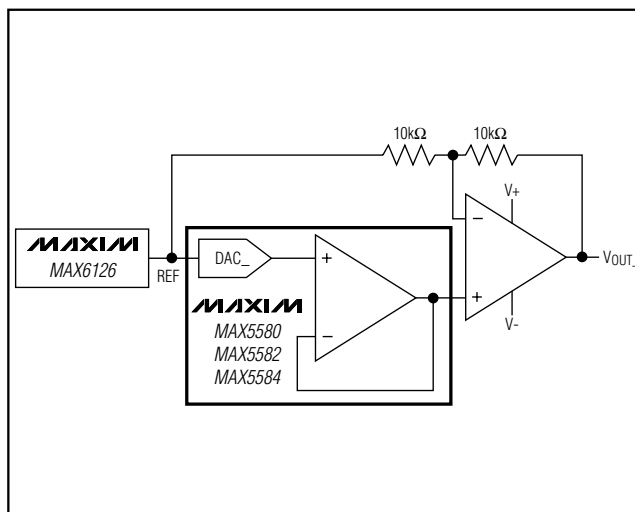 10kΩ 10kΩ
V+
−
MAXIM
MAX6126
REF
DAC_
+
VOUT_
+
MAXIM
MAX5580
MAX5582
MAX5584
−
V-